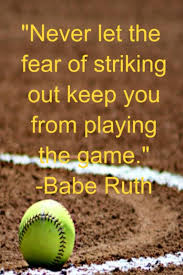 "Never let the
fear of striking
out keep you
from playing
the game."
-Babe Ruth